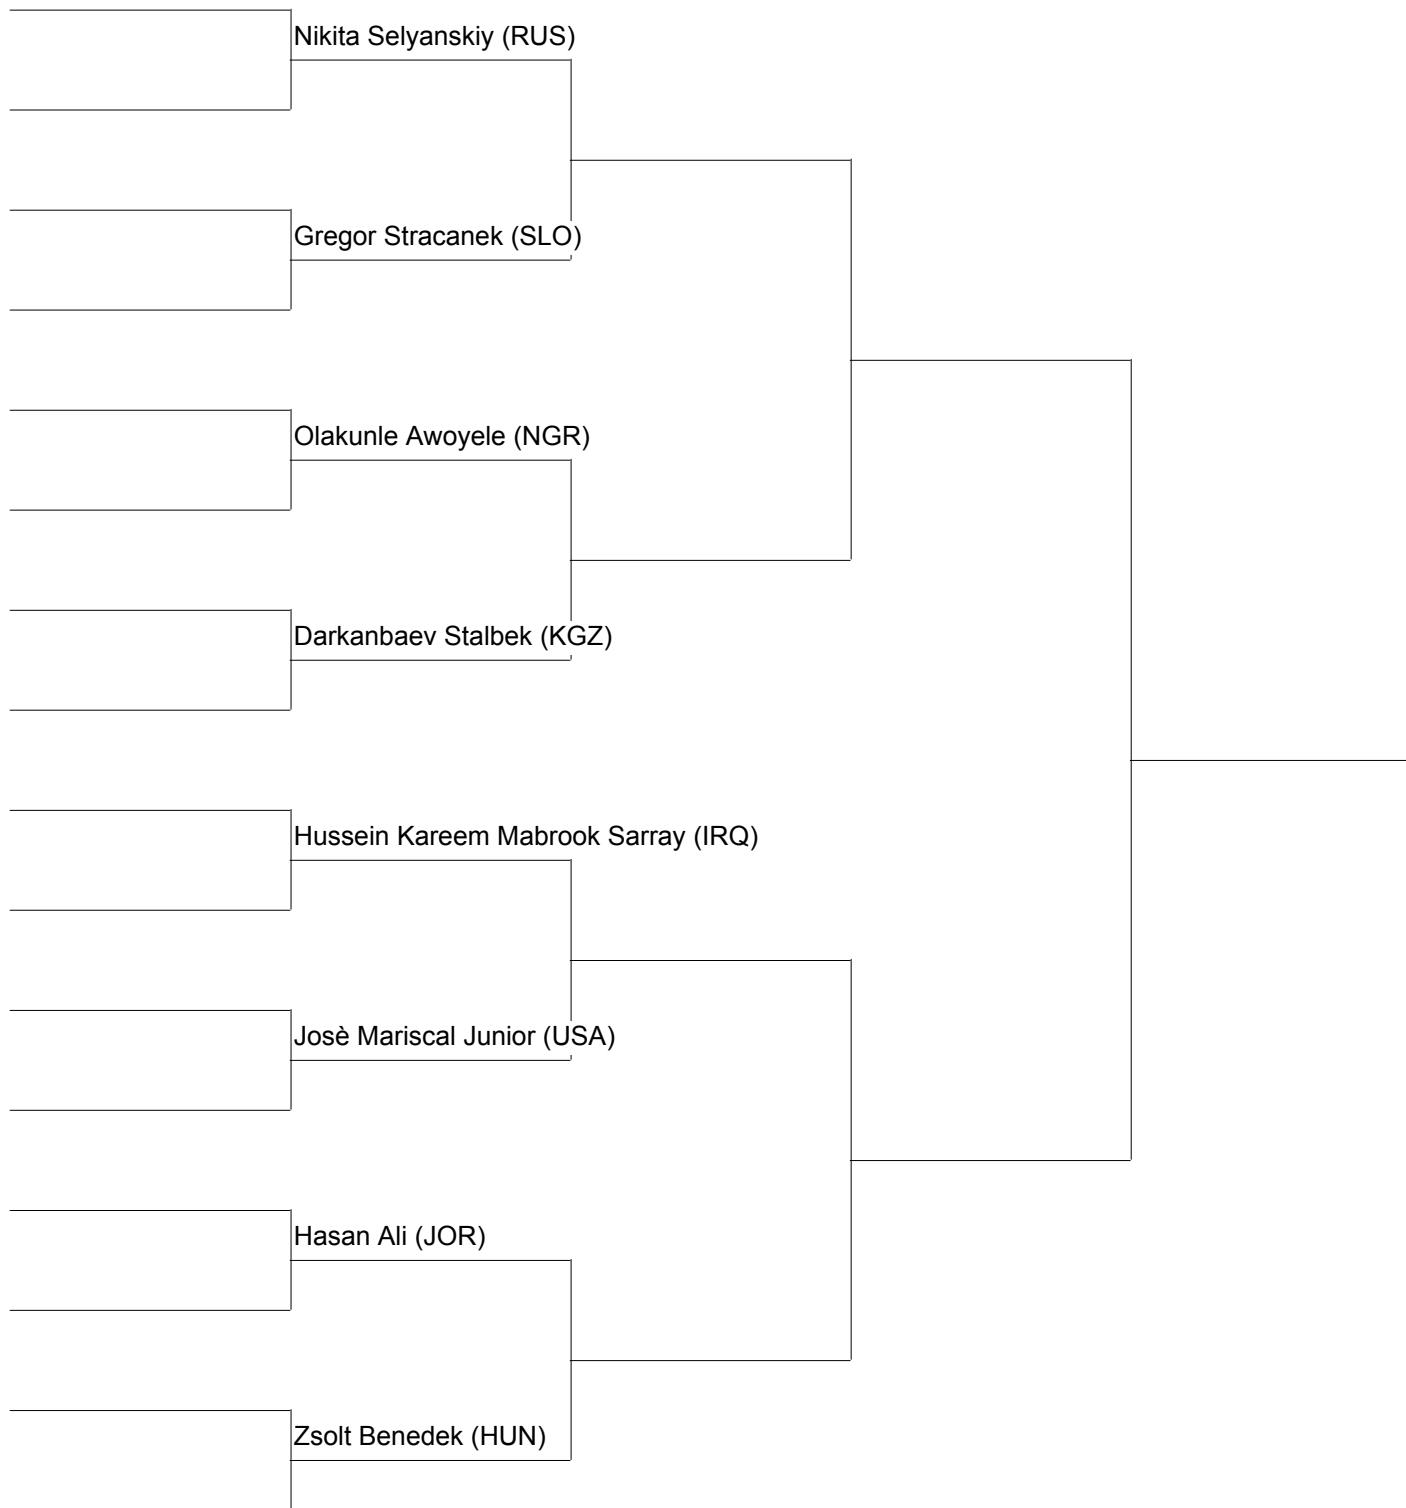 Nikita Selyanskiy (RUS)
Gregor Stracanek (SLO)
Olakunle Awoyele (NGR)
Darkanbaev Stalbek (KGZ)
Hussein Kareem Mabrook Sarray (IRQ)
Josè Mariscal Junior (USA)
Hasan Ali (JOR)
Zsolt Benedek (HUN)